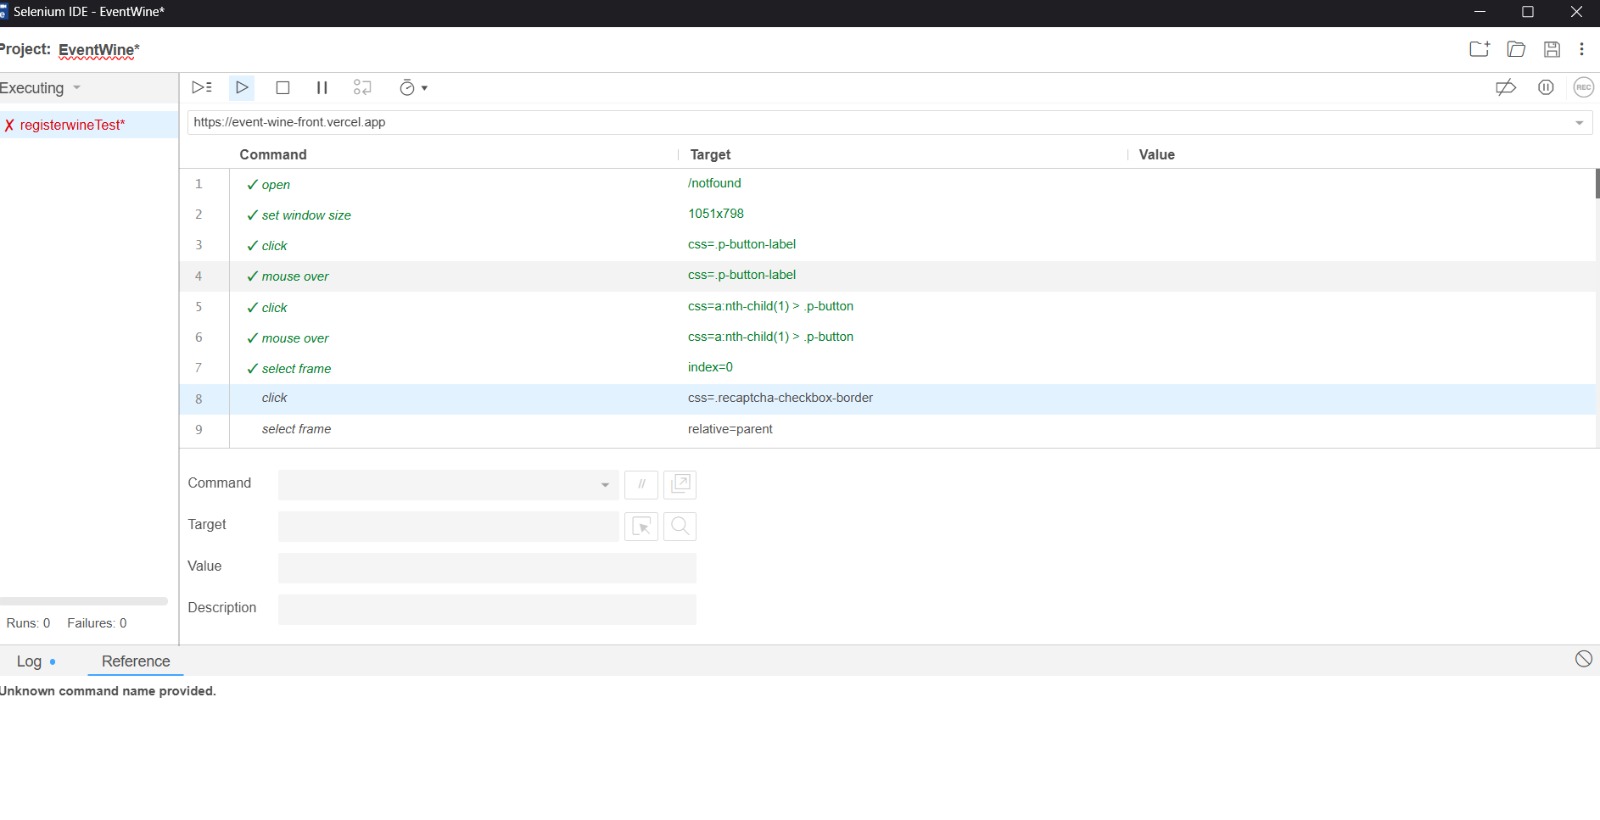 Selenium IDE - EventWine*
Project: EventWine*
Executing
REC
✗ registerwineTest*
https://event-wine-front.vercel.app
Command Target Value
1 ✓ open /notfound
2 ✓ set window size 1051x798
3 ✓ click css=.p-button-label
4 ✓ mouse over css=.p-button-label
5 ✓ click css=a:nth-child(1) > .p-button
6 ✓ mouse over css=a:nth-child(1) > .p-button
7 ✓ select frame index=0
8 click css=.recaptcha-checkbox-border
9 select frame relative=parent
Command //
Target
Value
Description
Runs: 0 Failures: 0
Log Reference
Unknown command name provided.